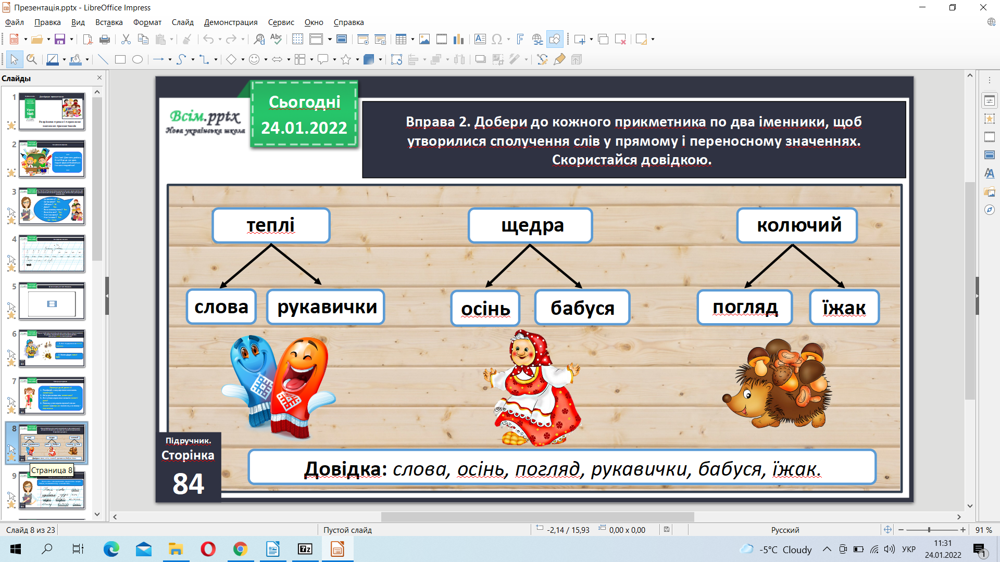 Презентація.pptx - LibreOffice Impress
Файл Правка Вид Вставка Формат Слайд Демонстрация Сервис Окно Справка
Слайды
1
2
3
4
5
6
7
8
9
Страница 8
Всім.pptx
Нова українська школа
Сьогодні
24.01.2022
Вправа 2. Добери до кожного прикметника по два іменники, щоб
утворилися сполучення слів у прямому і переносному значеннях.
Скористайся довідкою.
теплі
щедра
колючий
слова
рукавички
осінь
бабуся
погляд
їжак
Підручник.
Сторінка
84
Довідка: слова, осінь, погляд, рукавички, бабуся, їжак.
Слайд 8 из 23
Пустой слайд
-2,14 / 15,93
0,00 x 0,00
Русский
91 %
-5°C Cloudy
УКР
11:31
24.01.2022
1